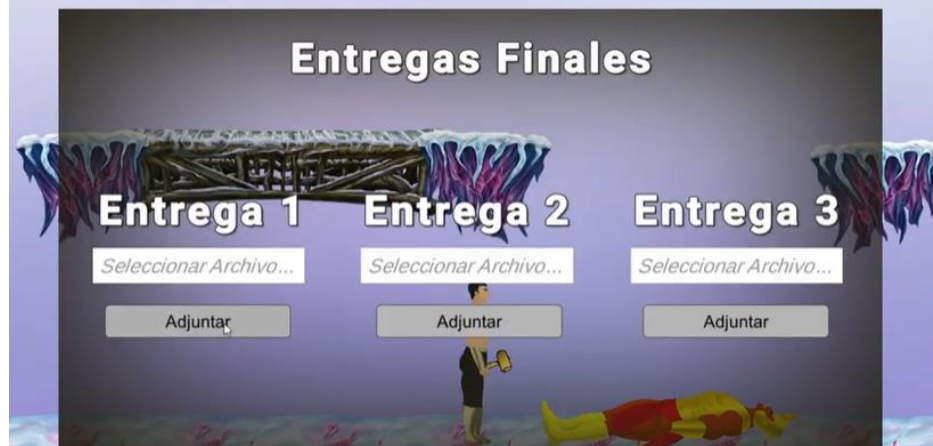 Entregas Finales
Entrega 1 Entrega 2 Entrega 3
Seleccionar Archivo... Seleccionar Archivo... Seleccionar Archivo...
Adjuntar Adjuntar Adjuntar